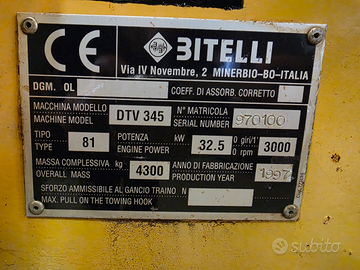 CE BITELLI
Via IV Novembre, 2 MINERBIO-BO-ITALIA
DGM. OL COEFF. DI ASSORB. CORRETTO
MACCHINA MODELLO DTV 345 N° MATRICOLA 970100
MACHINE MODEL SERIAL NUMBER
TIPO 81 POTENZA kW 32.5 a giri/1' 3000
TYPE ENGINE POWER a rpm
MASSA COMPLESSIVA kg 4300 ANNO DI FABBRICAZIONE 1997
OVERALL MASS PRODUCTION YEAR
SFORZO AMMISSIBILE AL GANCIO TRAINO N
MAX. PULL ON THE TOWING HOOK
subito